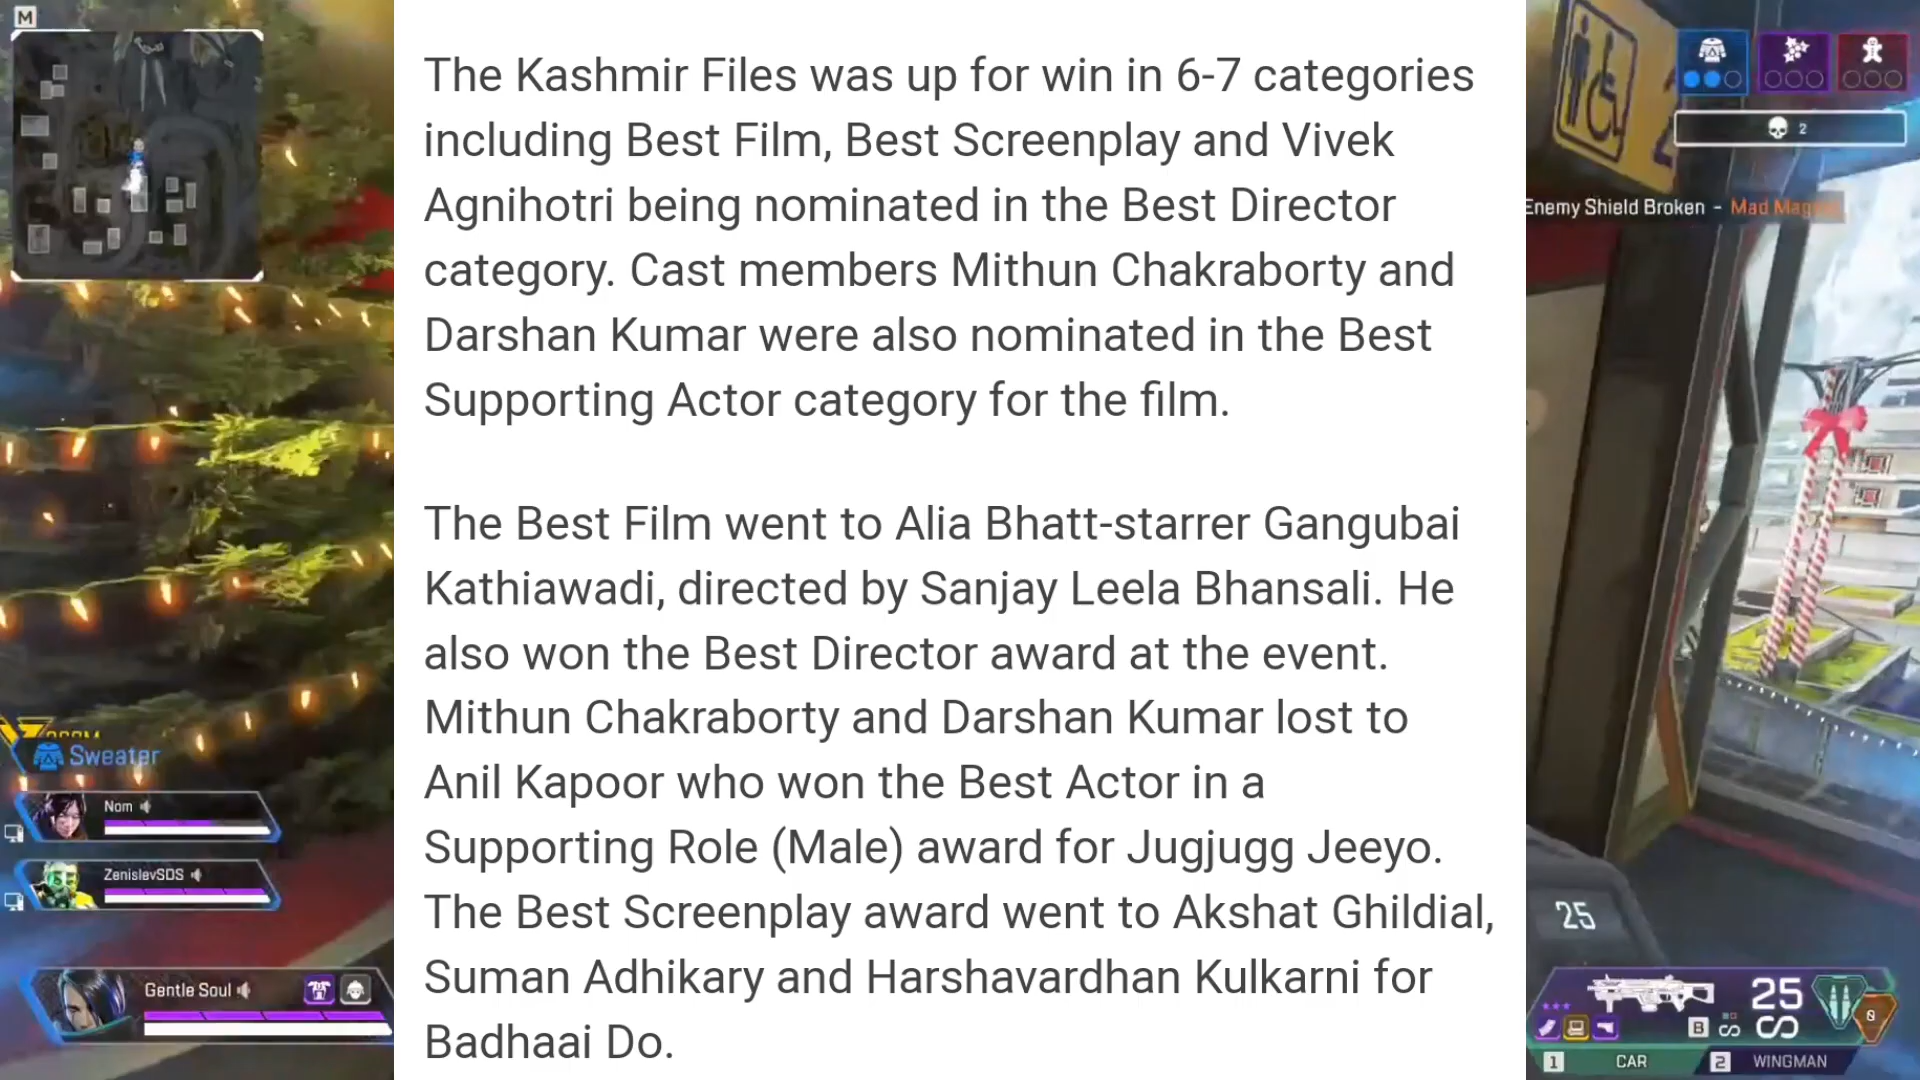 M
The Kashmir Files was up for win in 6-7 categories
including Best Film, Best Screenplay and Vivek
Agnihotri being nominated in the Best Director
category. Cast members Mithun Chakraborty and
Darshan Kumar were also nominated in the Best
Supporting Actor category for the film.
The Best Film went to Alia Bhatt-starrer Gangubai
Kathiawadi, directed by Sanjay Leela Bhansali. He
also won the Best Director award at the event.
Mithun Chakraborty and Darshan Kumar lost to
Anil Kapoor who won the Best Actor in a
Supporting Role (Male) award for Jugjugg Jeeyo.
The Best Screenplay award went to Akshat Ghildial,
Suman Adhikary and Harshavardhan Kulkarni for
Badhaai Do.
Sweater
Nom
ZenislevSDS
Gentle Soul
2
Enemy Shield Broken - Mad
25
25
B
0
1 CAR 2 WINGMAN